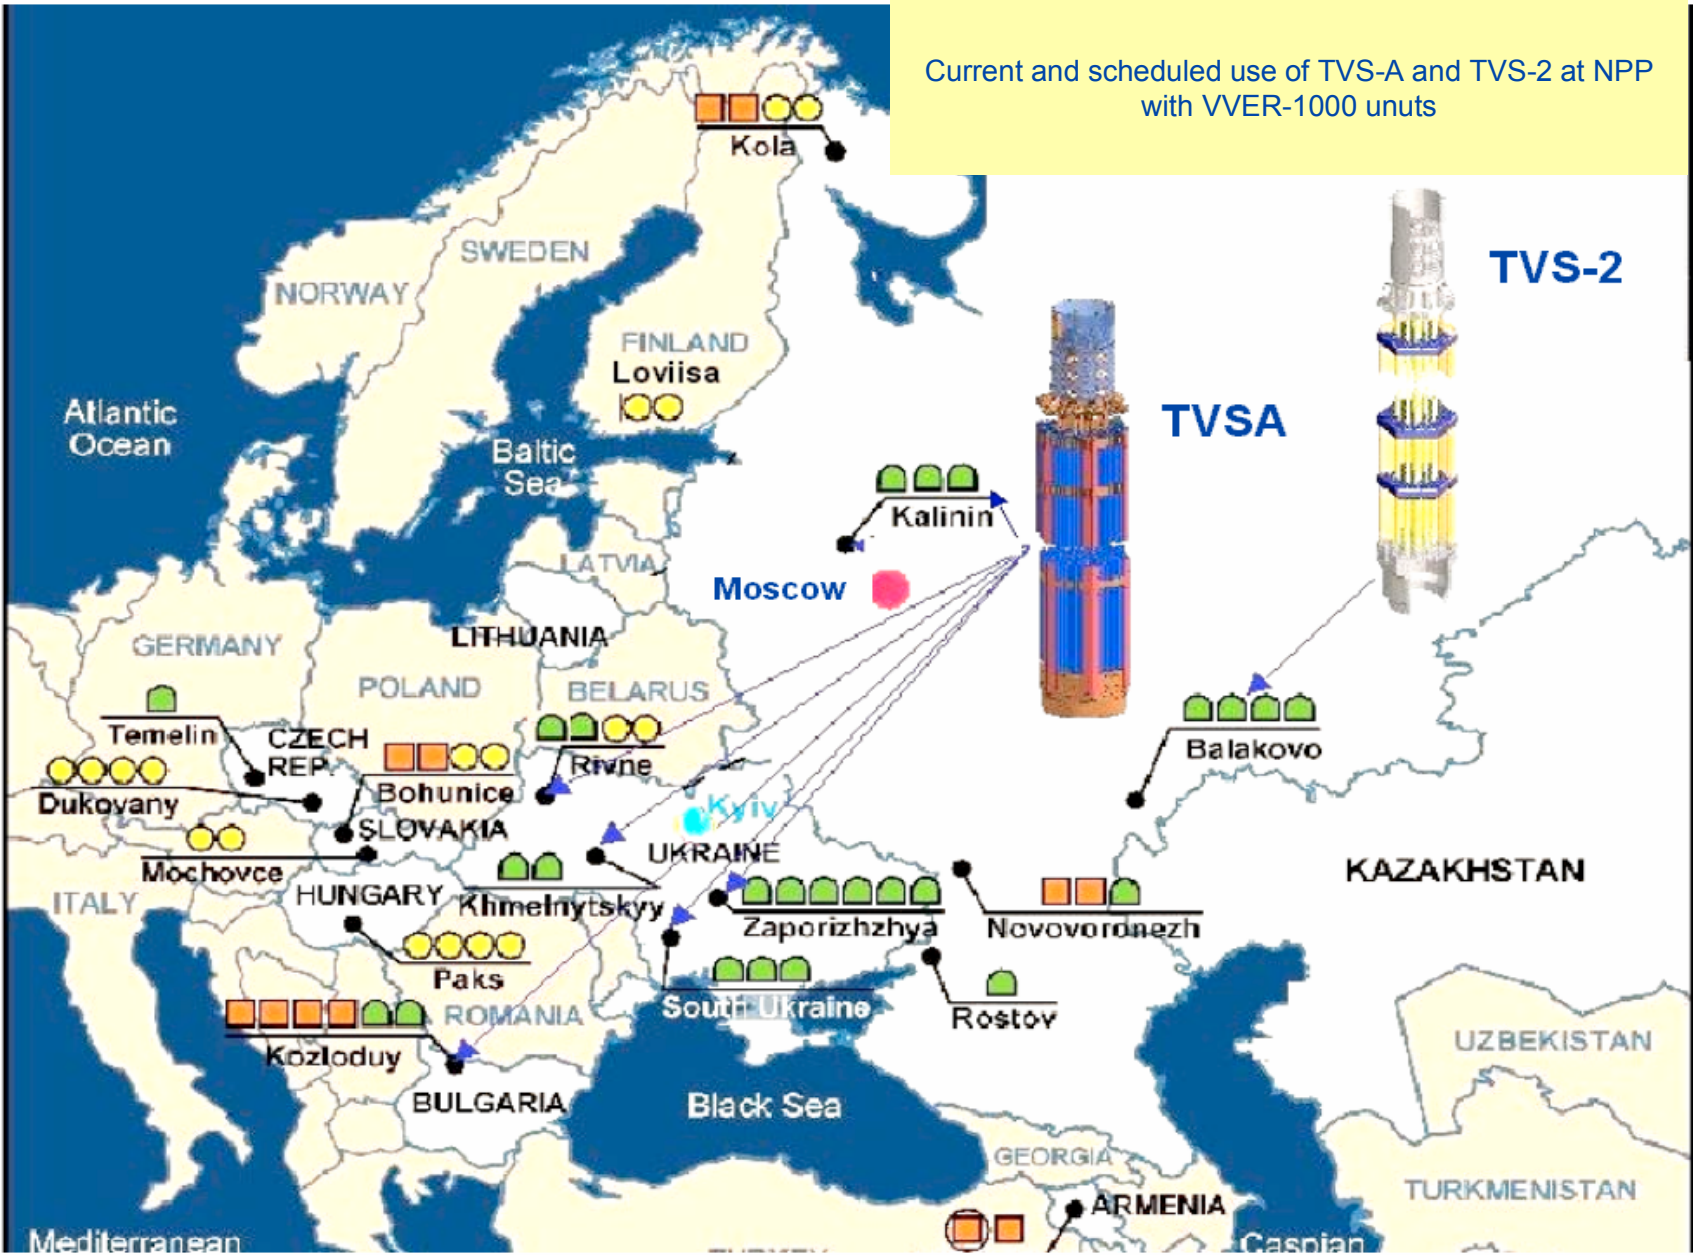 Current and scheduled use of TVS-A and TVS-2 at NPP
with VVER-1000 unuts
Kola
SWEDEN
TVS-2
NORWAY
FINLAND
Loviisa
Atlantic
Ocean
TVSA
Baltic
Sea
Kalinin
LATVIA
Moscow
LITHUANIA
GERMANY
POLAND
BELARUS
Temelin
CZECH
REP.
Rivne
Balakovo
Dukovany
Bohunice
Kyiv
SLOVAKIA
UKRAINE
Mochovce
KAZAKHSTAN
ITALY
HUNGARY
Khmelnytskyy
Zaporizhzhya
Novovoronezh
Paks
South Ukraine
Rostov
ROMANIA
Kozloduy
UZBEKISTAN
BULGARIA
Black Sea
GEORGIA
ARMENIA
TURKMENISTAN
Mediterranean
TURKEY
Caspian